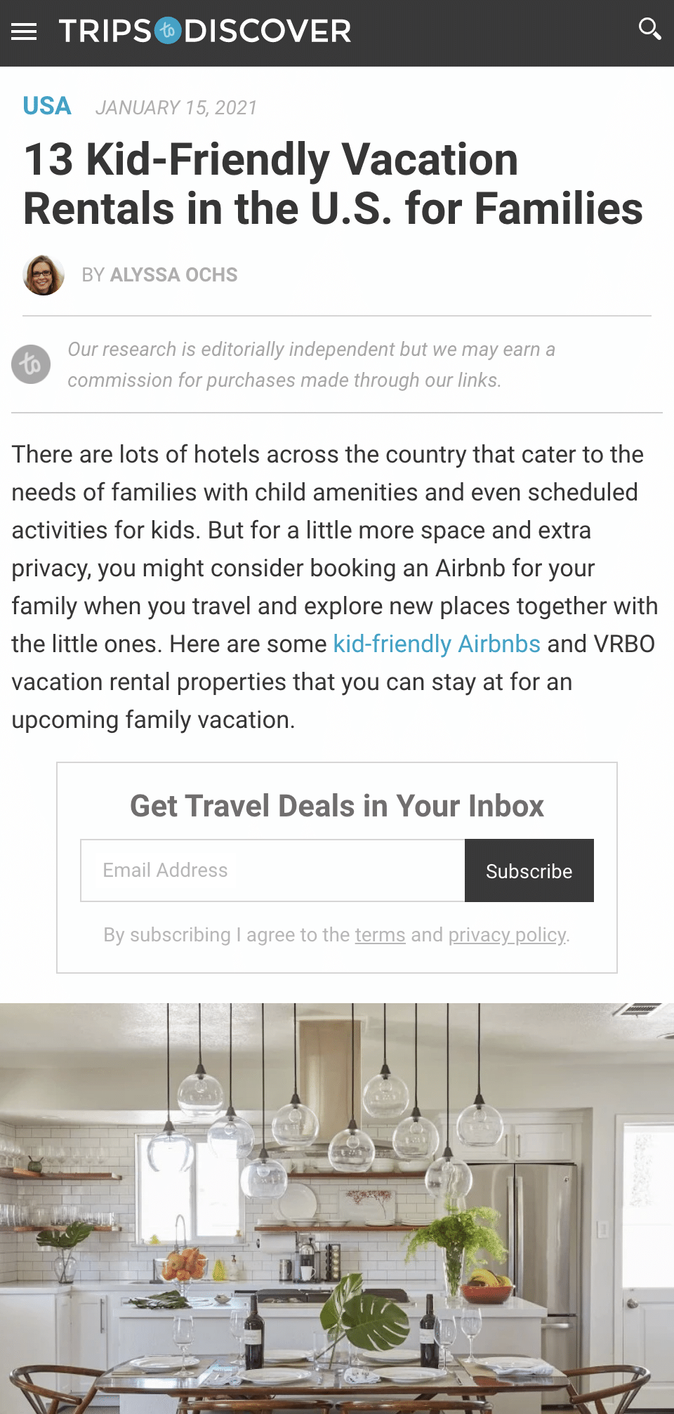 TRIPS to DISCOVER
USA JANUARY 15, 2021
13 Kid-Friendly Vacation
Rentals in the U.S. for Families
BY ALYSSA OCHS
to
Our research is editorially independent but we may earn a
commission for purchases made through our links.
There are lots of hotels across the country that cater to the
needs of families with child amenities and even scheduled
activities for kids. But for a little more space and extra
privacy, you might consider booking an Airbnb for your
family when you travel and explore new places together with
the little ones. Here are some kid-friendly Airbnbs and VRBO
vacation rental properties that you can stay at for an
upcoming family vacation.
Get Travel Deals in Your Inbox
Email Address Subscribe
By subscribing I agree to the terms and privacy policy.